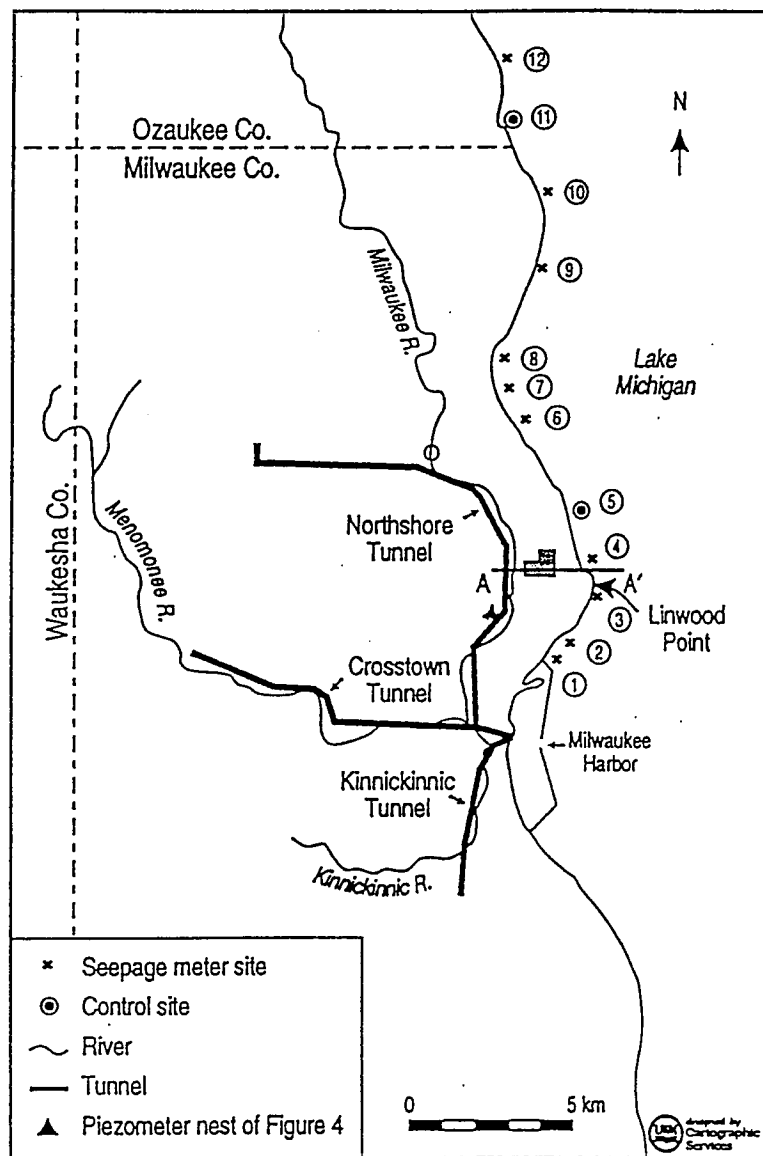 12
11
N
Ozaukee Co.
Milwaukee Co.
10
Milwaukee R.
9
8
Lake
Michigan
7
6
Waukesha Co.
Menomonee R.
5
Northshore
Tunnel
4
A
A'
3
Linwood
Point
2
1
Crosstown
Tunnel
Milwaukee
Harbor
Kinnickinnic
Tunnel
Kinnickinnic R.
Seepage meter site
Control site
River
Tunnel
Piezometer nest of Figure 4
0 5 km
designed by
Cartographic
Services